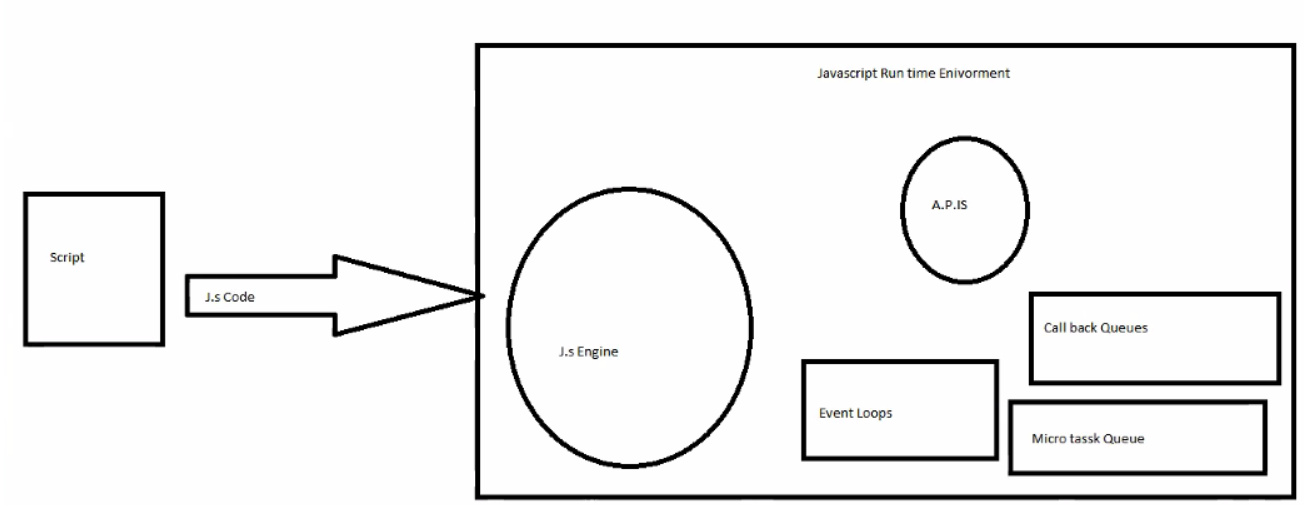 Javascript Run time Enivorment
A.P.IS
Script
J.s Code
J.s Engine
Call back Queues
Event Loops
Micro tassk Queue